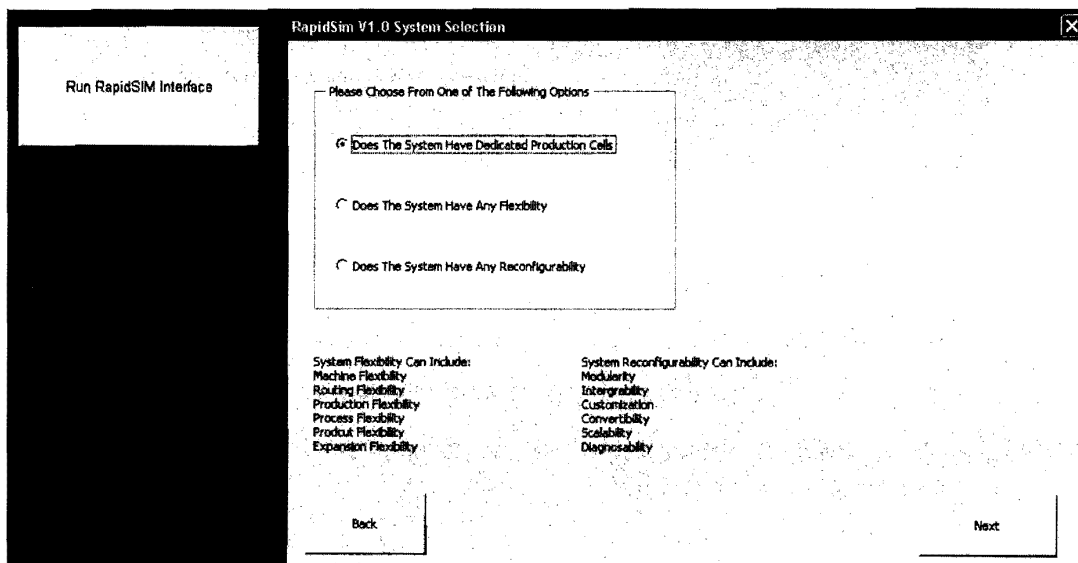 RapidSim V1.0 System Selection
Run RapidSIM Interface
Please Choose From One of The Following Options
Does The System Have Dedicated Production Cells
Does The System Have Any Flexibility
Does The System Have Any Reconfigurability
System Flexibility Can Include:
Machine Flexibility
Routing Flexibility
Production Flexibility
Process Flexibility
Prodcut Flexibility
Expansion Flexibility
System Reconfigurability Can Include:
Modularity
Intergrability
Customization
Convertibility
Scalability
Diagnosability
Back
Next